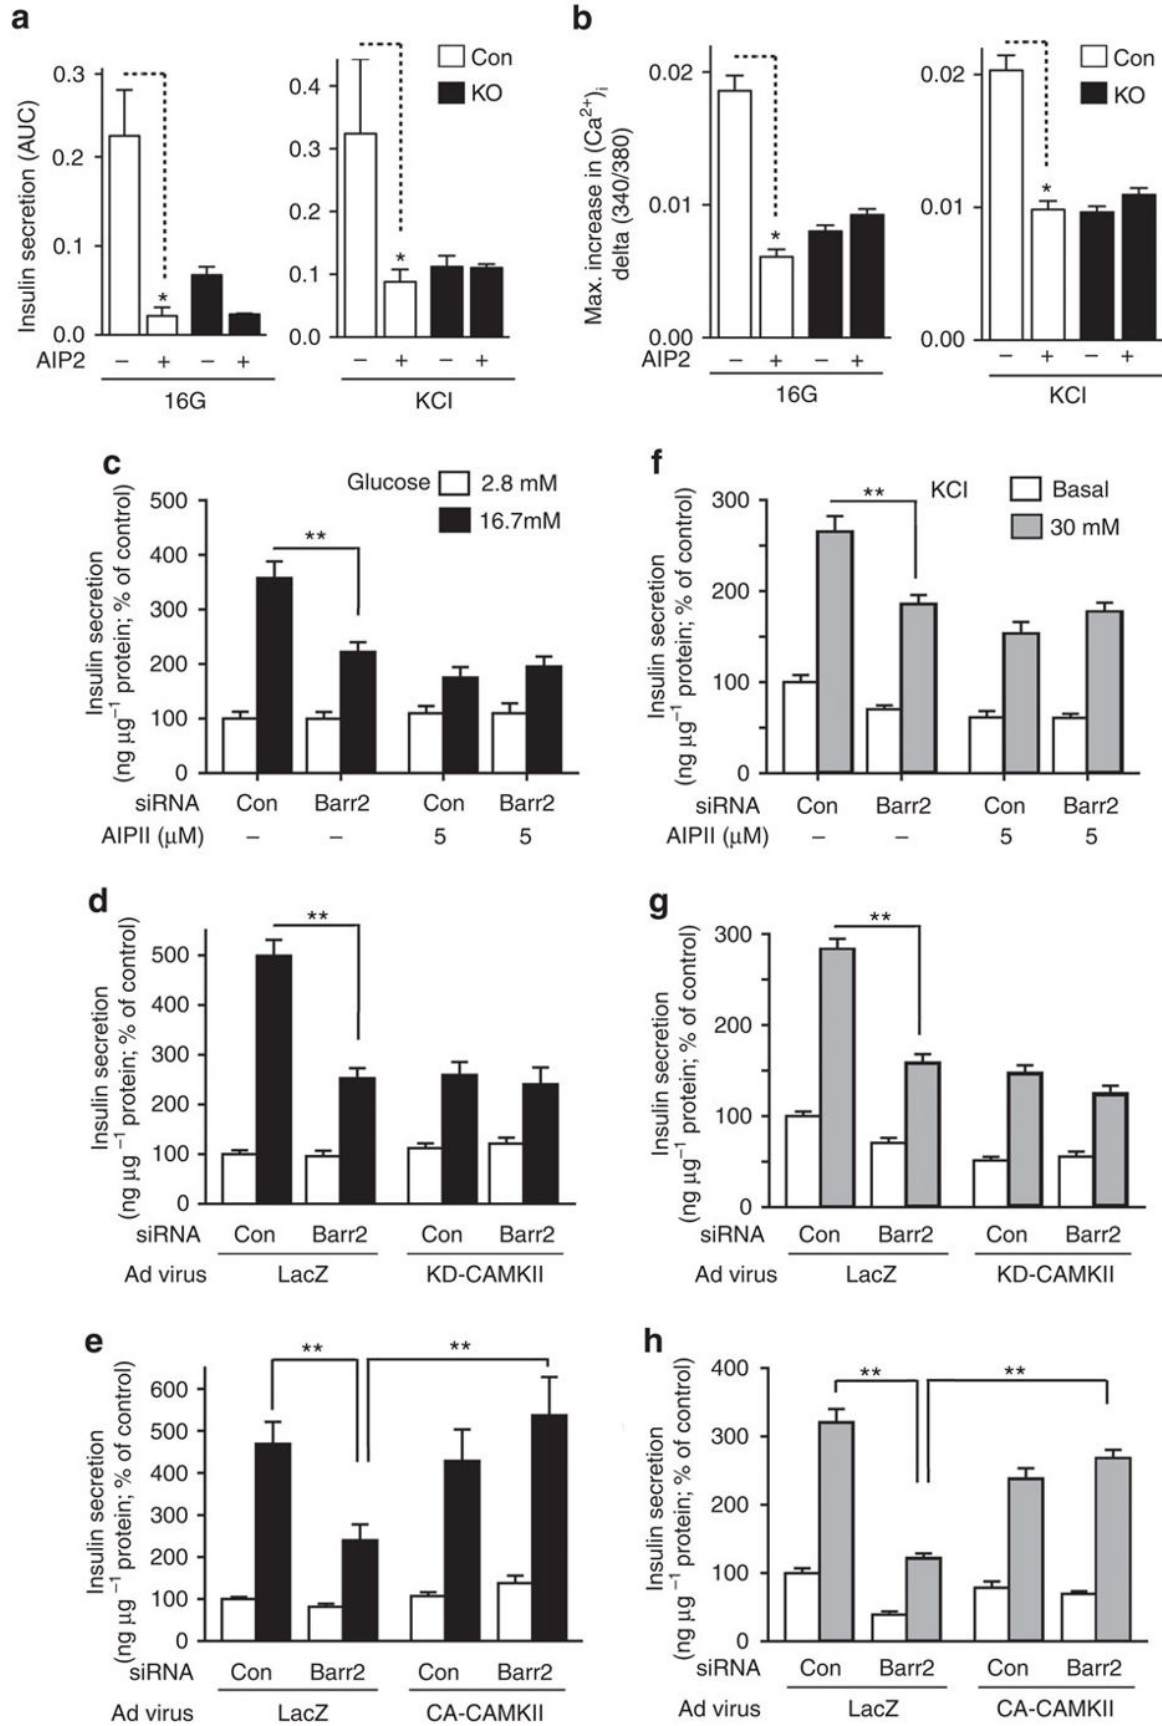 a
Insulin secretion (AUC)
0.3
0.2
0.1
0.0
*
AIP2 – + – +
16G
0.4
0.3
0.2
0.1
0.0
*
– + – +
KCl
Con
KO
b
Max. increase in (Ca²⁺)i
delta (340/380)
0.02
0.01
0.00
*
AIP2 – + – +
16G
0.02
0.01
0.00
*
– + – +
KCl
Con
KO
c
Insulin secretion
(ng μg⁻¹ protein; % of control)
Glucose 2.8 mM
16.7mM
500
400
300
200
100
0
**
siRNA Con Barr2 Con Barr2
AIPII (μM) – – 5 5
f
Insulin secretion
(ng μg⁻¹ protein; % of control)
KCl Basal
30 mM
300
200
100
0
**
siRNA Con Barr2 Con Barr2
AIPII (μM) – – 5 5
d
Insulin secretion
(ng μg⁻¹ protein; % of control)
500
400
300
200
100
0
**
siRNA Con Barr2 Con Barr2
Ad virus LacZ KD-CAMKII
g
Insulin secretion
(ng μg⁻¹ protein; % of control)
300
200
100
0
**
siRNA Con Barr2 Con Barr2
Ad virus LacZ KD-CAMKII
e
Insulin secretion
(ng μg⁻¹ protein; % of control)
600
500
400
300
200
100
0
** **
siRNA Con Barr2 Con Barr2
Ad virus LacZ CA-CAMKII
h
Insulin secretion
(ng μg⁻¹ protein; % of control)
400
300
200
100
0
** **
siRNA Con Barr2 Con Barr2
Ad virus LacZ CA-CAMKII